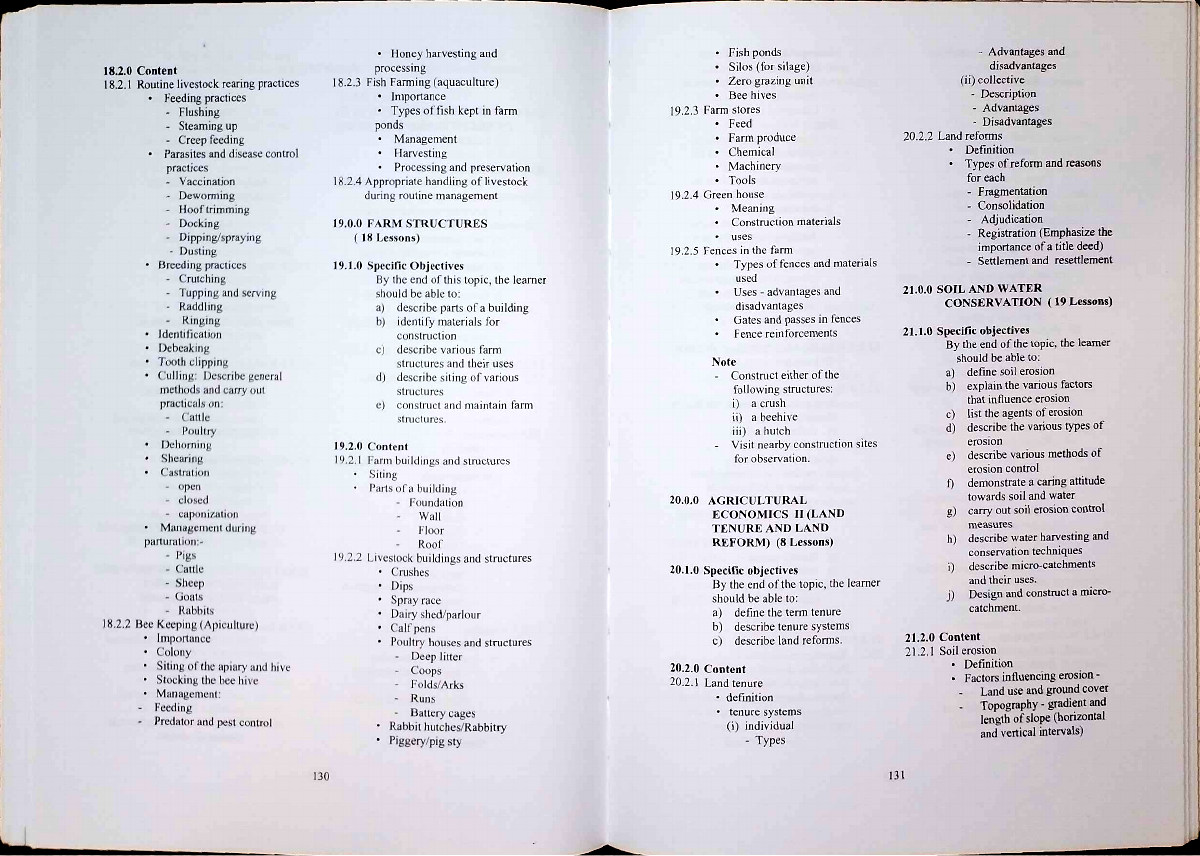 18.2.0 Content
18.2.1 Routine livestock rearing practices
• Feeding practices
- Flushing
- Steaming up
- Creep feeding
• Parasites and disease control
practices
- Vaccination
- Deworming
- Hoof trimming
- Docking
- Dipping/spraying
- Dusting
• Breeding practices
- Crutching
- Tupping and serving
- Raddling
- Ringing
• Identification
• Debeaking
• Tooth clipping
• Culling: Describe general
methods and carry out
practicals on:
- Cattle
- Poultry
• Dehorning
• Shearing
• Castration
- open
- closed
- caponization
• Management during
parturation:-
- Pigs
- Cattle
- Sheep
- Goats
- Rabbits
18.2.2 Bee Keeping (Apiculture)
• Importance
• Colony
• Siting of the apiary and hive
• Stocking the bee hive
• Management:
- Feeding
- Predator and pest control
• Honey harvesting and
processing
18.2.3 Fish Farming (aquaculture)
• Importance
• Types of fish kept in farm
ponds
• Management
• Harvesting
• Processing and preservation
18.2.4 Appropriate handling of livestock
during routine management
19.0.0 FARM STRUCTURES
( 18 Lessons)
19.1.0 Specific Objectives
By the end of this topic, the learner
should be able to:
a) describe parts of a building
b) identify materials for
construction
c) describe various farm
structures and their uses
d) describe siting of various
structures
e) construct and maintain farm
structures.
19.2.0 Content
19.2.1 Farm buildings and structures
• Siting
• Parts of a building
- Foundation
- Wall
- Floor
- Roof
19.2.2 Livestock buildings and structures
• Crushes
• Dips
• Spray race
• Dairy shed/parlour
• Calf pens
• Poultry houses and structures
- Deep litter
- Coops
- Folds/Arks
- Runs
- Battery cages
• Rabbit hutches/Rabbitry
• Piggery/pig sty
130
• Fish ponds
• Silos (for silage)
• Zero grazing unit
• Bee hives
19.2.3 Farm stores
• Feed
• Farm produce
• Chemical
• Machinery
• Tools
19.2.4 Green house
• Meaning
• Construction materials
• uses
19.2.5 Fences in the farm
• Types of fences and materials
used
• Uses - advantages and
disadvantages
• Gates and passes in fences
• Fence reinforcements
Note
- Construct either of the
following structures:
i) a crush
ii) a beehive
iii) a hutch
- Visit nearby construction sites
for observation.
20.0.0 AGRICULTURAL
ECONOMICS II (LAND
TENURE AND LAND
REFORM) (8 Lessons)
20.1.0 Specific objectives
By the end of the topic, the learner
should be able to:
a) define the term tenure
b) describe tenure systems
c) describe land reforms.
20.2.0 Content
20.2.1 Land tenure
• definition
• tenure systems
(i) individual
- Types
- Advantages and
disadvantages
(ii) collective
- Description
- Advantages
- Disadvantages
20.2.2 Land reforms
• Definition
• Types of reform and reasons
for each
- Fragmentation
- Consolidation
- Adjudication
- Registration (Emphasize the
importance of a title deed)
- Settlement and resettlement
21.0.0 SOIL AND WATER
CONSERVATION ( 19 Lessons)
21.1.0 Specific objectives
By the end of the topic, the learner
should be able to:
a) define soil erosion
b) explain the various factors
that influence erosion
c) list the agents of erosion
d) describe the various types of
erosion
e) describe various methods of
erosion control
f) demonstrate a caring attitude
towards soil and water
g) carry out soil erosion control
measures
h) describe water harvesting and
conservation techniques
i) describe micro-catchments
and their uses.
j) Design and construct a micro-
catchment.
21.2.0 Content
21.2.1 Soil erosion
• Definition
• Factors influencing erosion -
- Land use and ground cover
- Topography - gradient and
length of slope (horizontal
and vertical intervals)
131